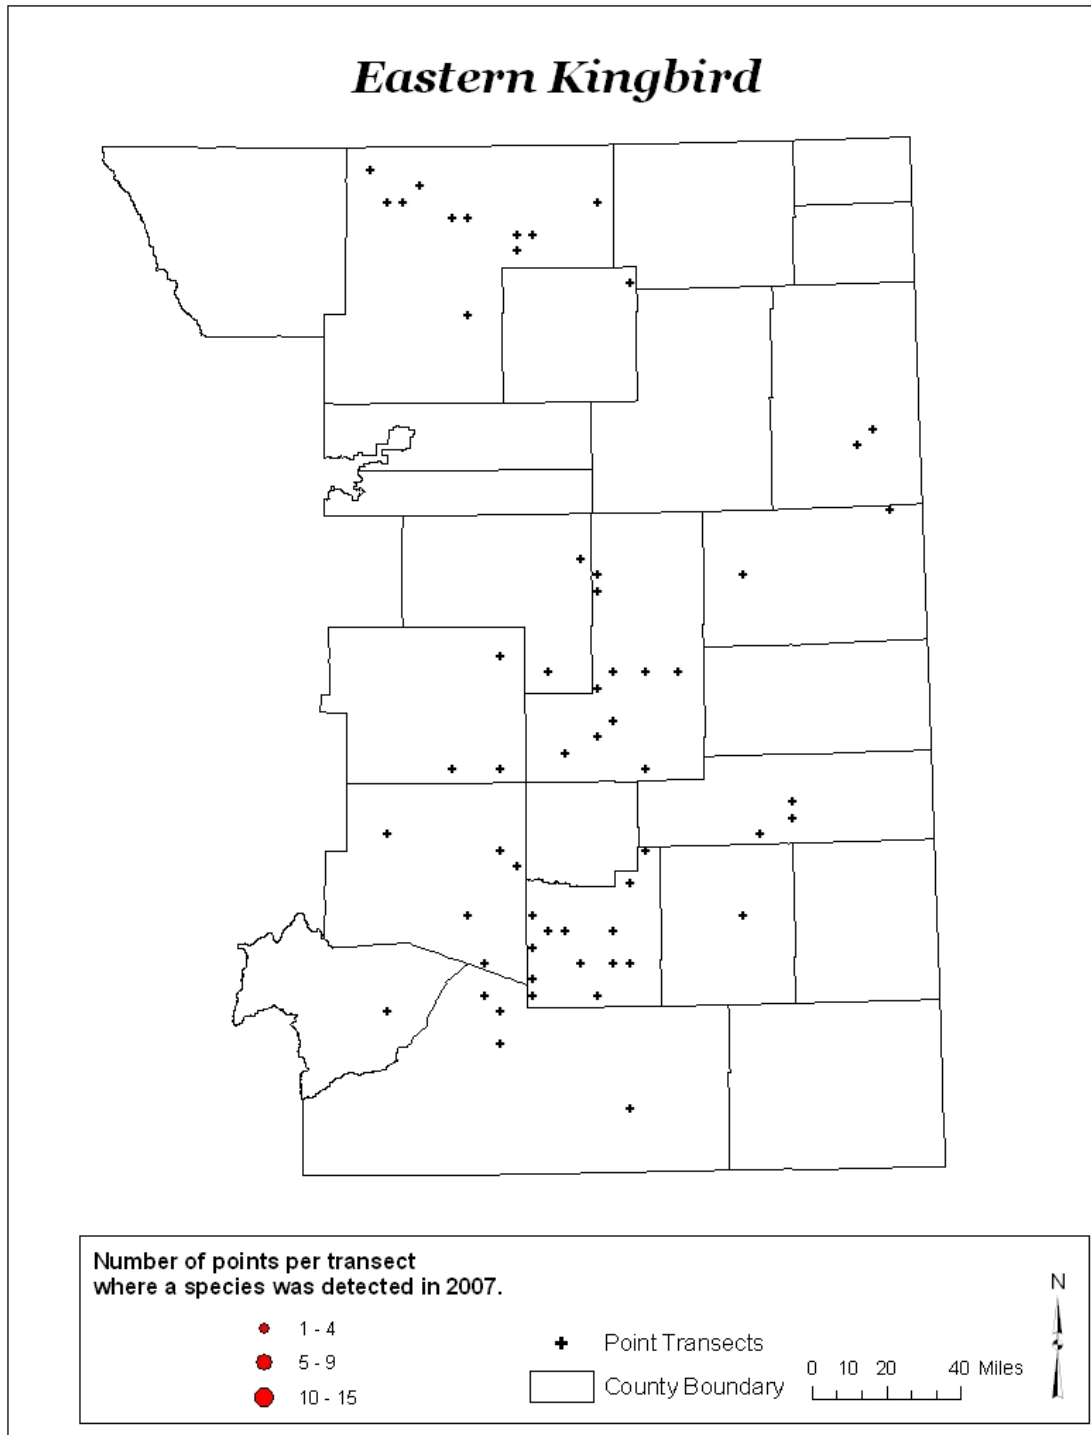 Eastern Kingbird
Number of points per transect
where a species was detected in 2007.
1 - 4
5 - 9
10 - 15
Point Transects
County Boundary
N
0 10 20 40 Miles